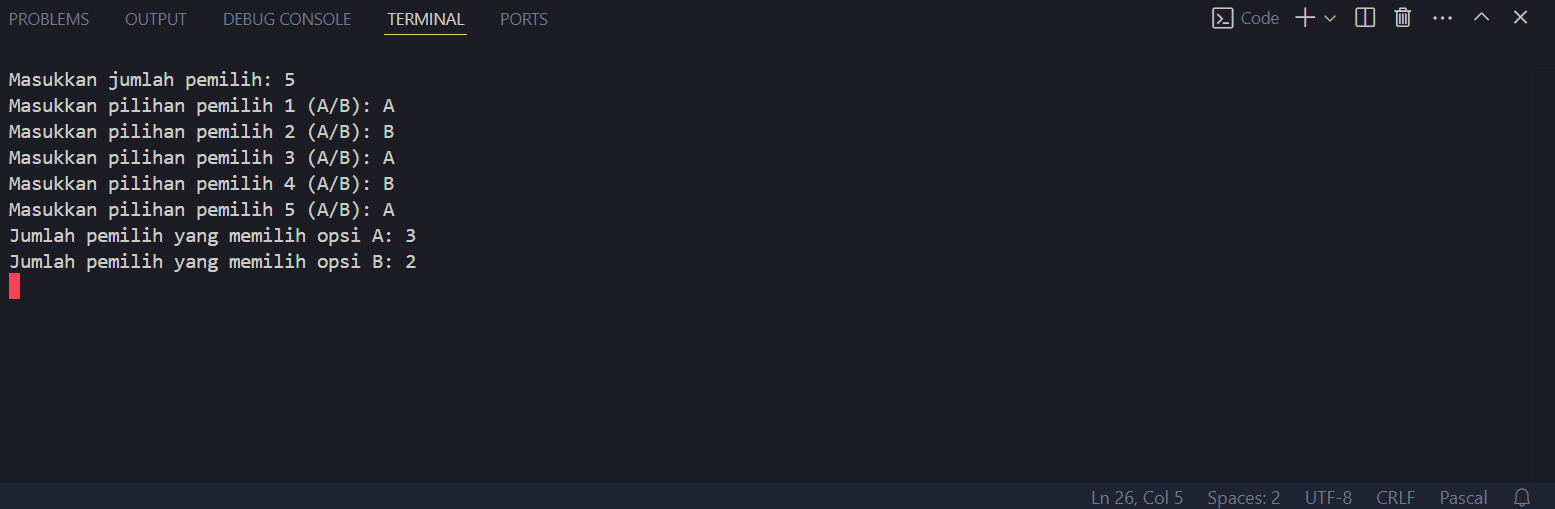 PROBLEMS OUTPUT DEBUG CONSOLE TERMINAL PORTS Code
Masukkan jumlah pemilih: 5
Masukkan pilihan pemilih 1 (A/B): A
Masukkan pilihan pemilih 2 (A/B): B
Masukkan pilihan pemilih 3 (A/B): A
Masukkan pilihan pemilih 4 (A/B): B
Masukkan pilihan pemilih 5 (A/B): A
Jumlah pemilih yang memilih opsi A: 3
Jumlah pemilih yang memilih opsi B: 2
Ln 26, Col 5 Spaces: 2 UTF-8 CRLF Pascal